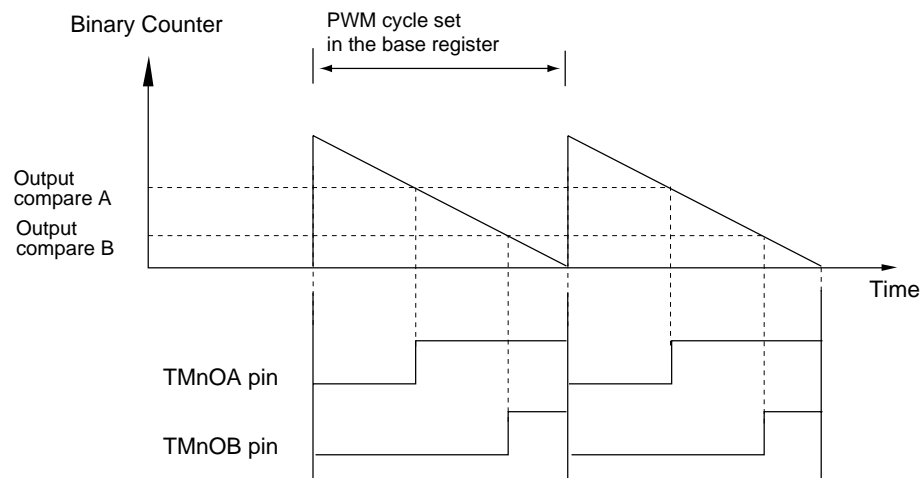 Binary Counter
PWM cycle set
in the base register
Output
compare A
Output
compare B
Time
TMnOA pin
TMnOB pin